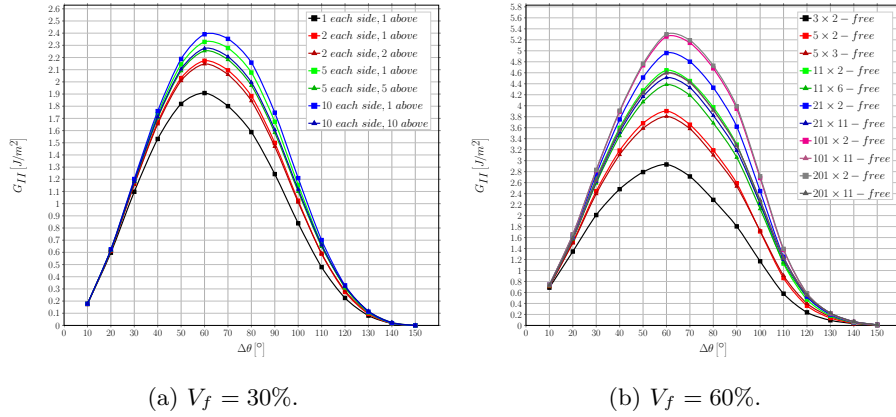 G_II [J/m²]
2.6
2.5
2.4
2.3
2.2
2.1
2
1.9
1.8
1.7
1.6
1.5
1.4
1.3
1.2
1.1
1
0.9
0.8
0.7
0.6
0.5
0.4
0.3
0.2
0.1
0
0 10 20 30 40 50 60 70 80 90 100 110 120 130 140 150
Δθ [°]
1 each side, 1 above
2 each side, 1 above
2 each side, 2 above
5 each side, 1 above
5 each side, 5 above
10 each side, 1 above
10 each side, 10 above
(a) V_f = 30%.
G_II [J/m²]
5.8
5.6
5.4
5.2
5
4.8
4.6
4.4
4.2
4
3.8
3.6
3.4
3.2
3
2.8
2.6
2.4
2.2
2
1.8
1.6
1.4
1.2
1
0.8
0.6
0.4
0.2
0
0 10 20 30 40 50 60 70 80 90 100 110 120 130 140 150
Δθ [°]
3 × 2 − free
5 × 2 − free
5 × 3 − free
11 × 2 − free
11 × 6 − free
21 × 2 − free
21 × 11 − free
101 × 2 − free
101 × 11 − free
201 × 2 − free
201 × 11 − free
(b) V_f = 60%.